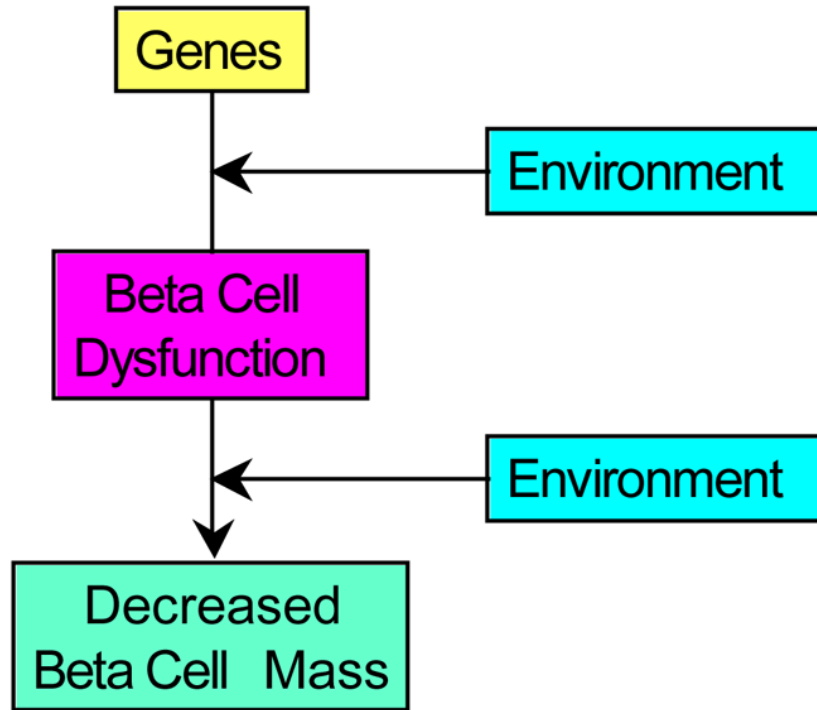 Genes
Environment
Beta Cell
Dysfunction
Environment
Decreased
Beta Cell Mass